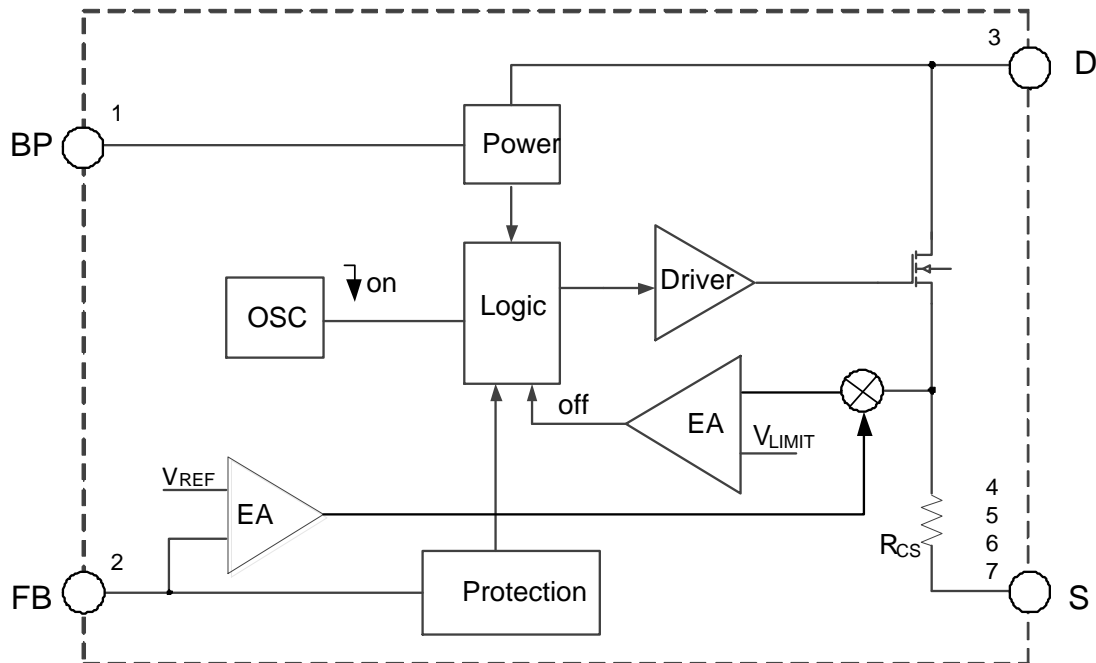 3
D
1
BP
Power
on
OSC
Logic
Driver
off
EA
VLIMIT
VREF
EA
4
5
6
7
RCS
2
FB
Protection
S